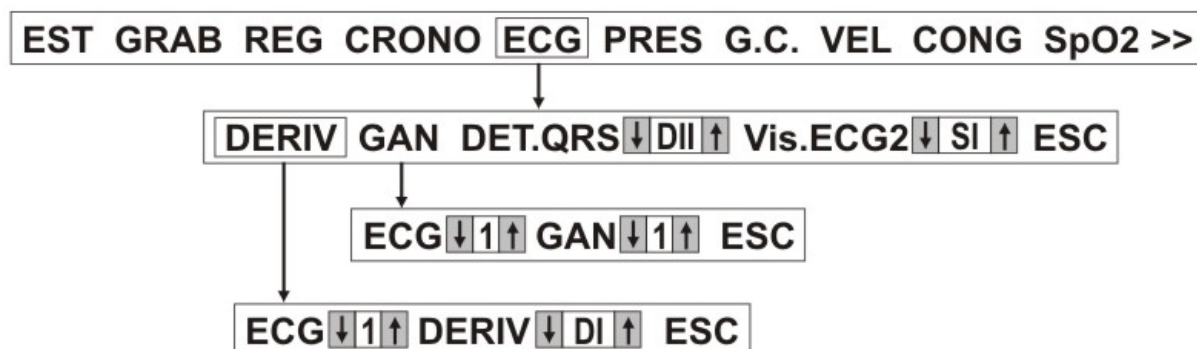 EST GRAB REG CRONO ECG PRES G.C. VEL CONG SpO2 >>
DERIV GAN DET.QRS ↓ DII ↑ Vis.ECG2 ↓ SI ↑ ESC
ECG ↓ 1 ↑ GAN ↓ 1 ↑ ESC
ECG ↓ 1 ↑ DERIV ↓ DI ↑ ESC